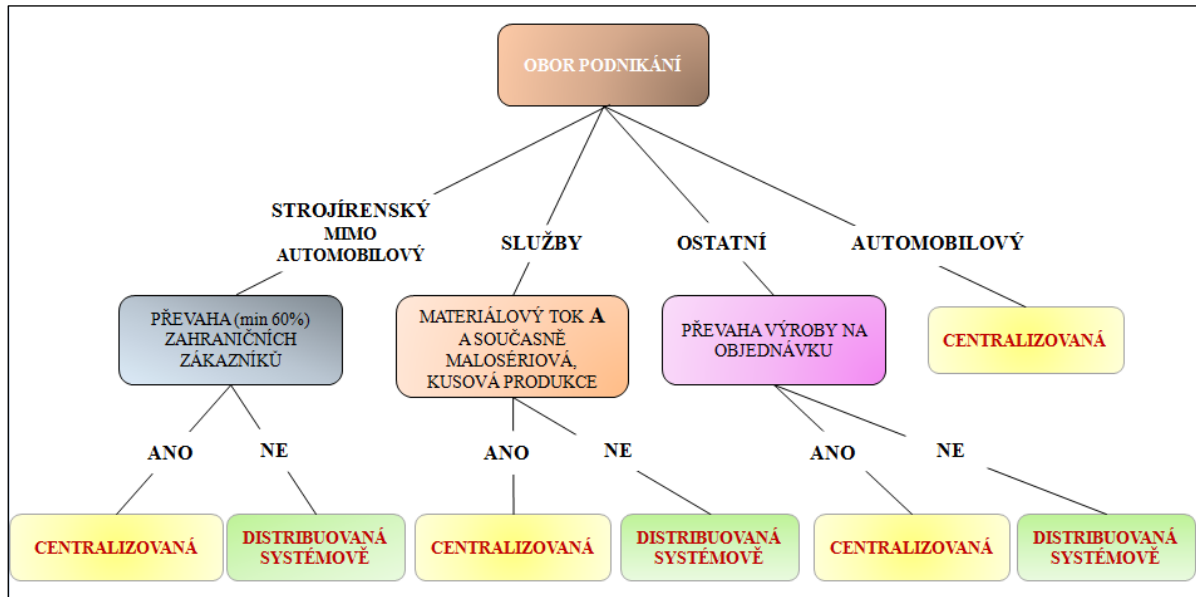 OBOR PODNIKÁNÍ
STROJÍRENSKÝ
MIMO
AUTOMOBILOVÝ
SLUŽBY
OSTATNÍ
AUTOMOBILOVÝ
PŘEVAHA (min 60%)
ZAHRANIČNÍCH
ZÁKAZNÍKŮ
MATERIÁLOVÝ TOK A
A SOUČASNĚ
MALOSÉRIOVÁ,
KUSOVÁ PRODUKCE
PŘEVAHA VÝROBY NA
OBJEDNÁVKU
CENTRALIZOVANÁ
ANO
NE
ANO
NE
ANO
NE
CENTRALIZOVANÁ
DISTRIBUOVANÁ
SYSTÉMOVĚ
CENTRALIZOVANÁ
DISTRIBUOVANÁ
SYSTÉMOVĚ
CENTRALIZOVANÁ
DISTRIBUOVANÁ
SYSTÉMOVĚ